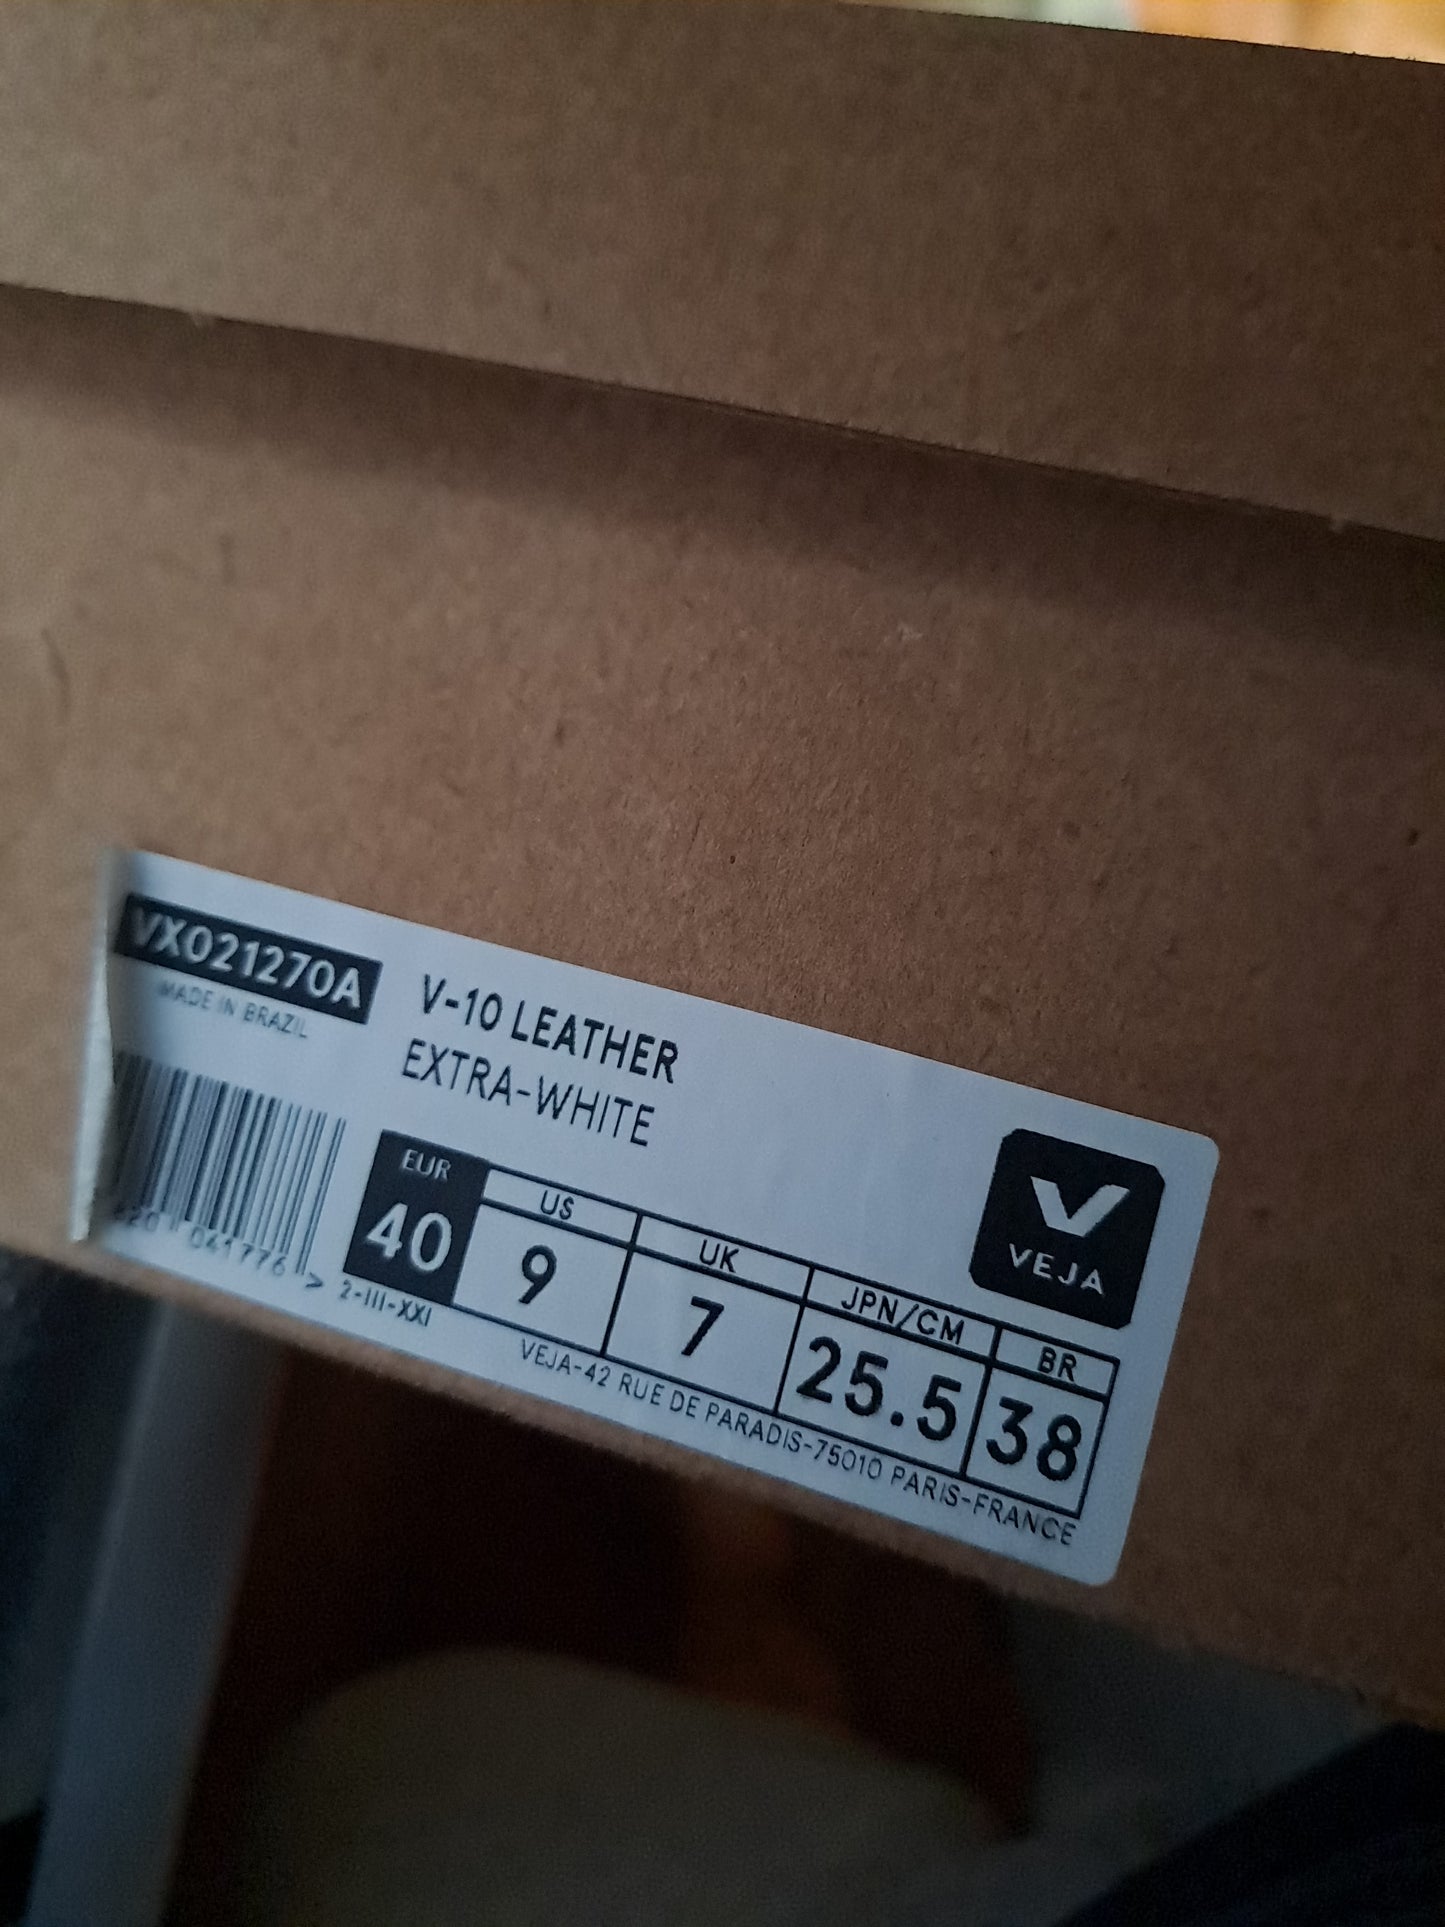 VX021270A
MADE IN BRAZIL
V-10 LEATHER
EXTRA-WHITE
041776 >
EUR US UK JPN/CM BR
40 9 7 25.5 38
2-III-XXI
VEJA-42 RUE DE PARADIS-75010 PARIS-FRANCE
VEJA